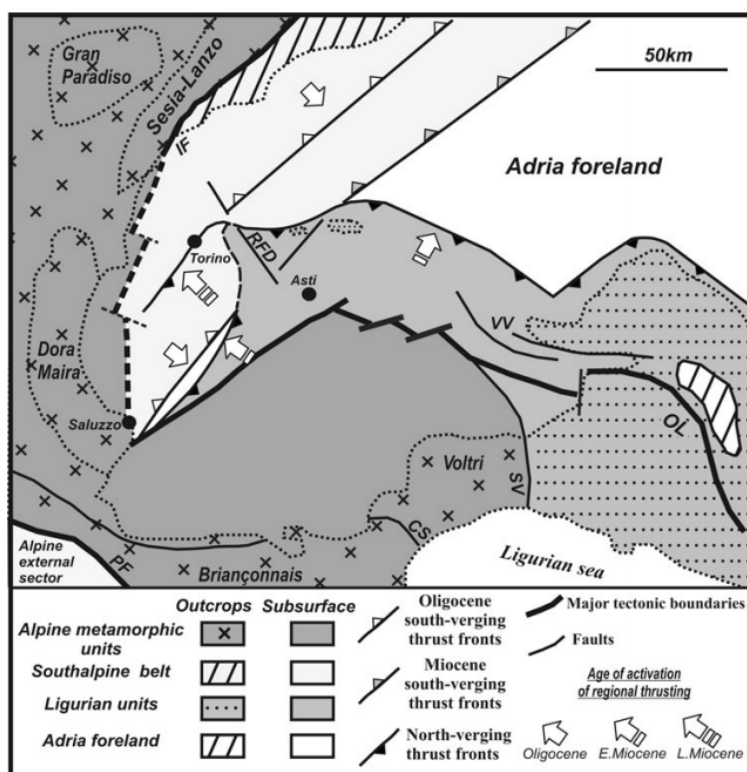 Gran
Paradiso
Sesia-Lanzo
IF
50km
Adria foreland
Torino
RFD
Asti
VV
Dora
Maira
Saluzzo
OL
Voltri
SV
CS
Ligurian sea
Alpine
external
sector
PF
Briançonnais
Outcrops Subsurface
Alpine metamorphic
units
Southalpine belt
Ligurian units
Adria foreland
Oligocene
south-verging
thrust fronts
Miocene
south-verging
thrust fronts
North-verging
thrust fronts
Major tectonic boundaries
Faults
Age of activation
of regional thrusting
Oligocene E.Miocene L.Miocene